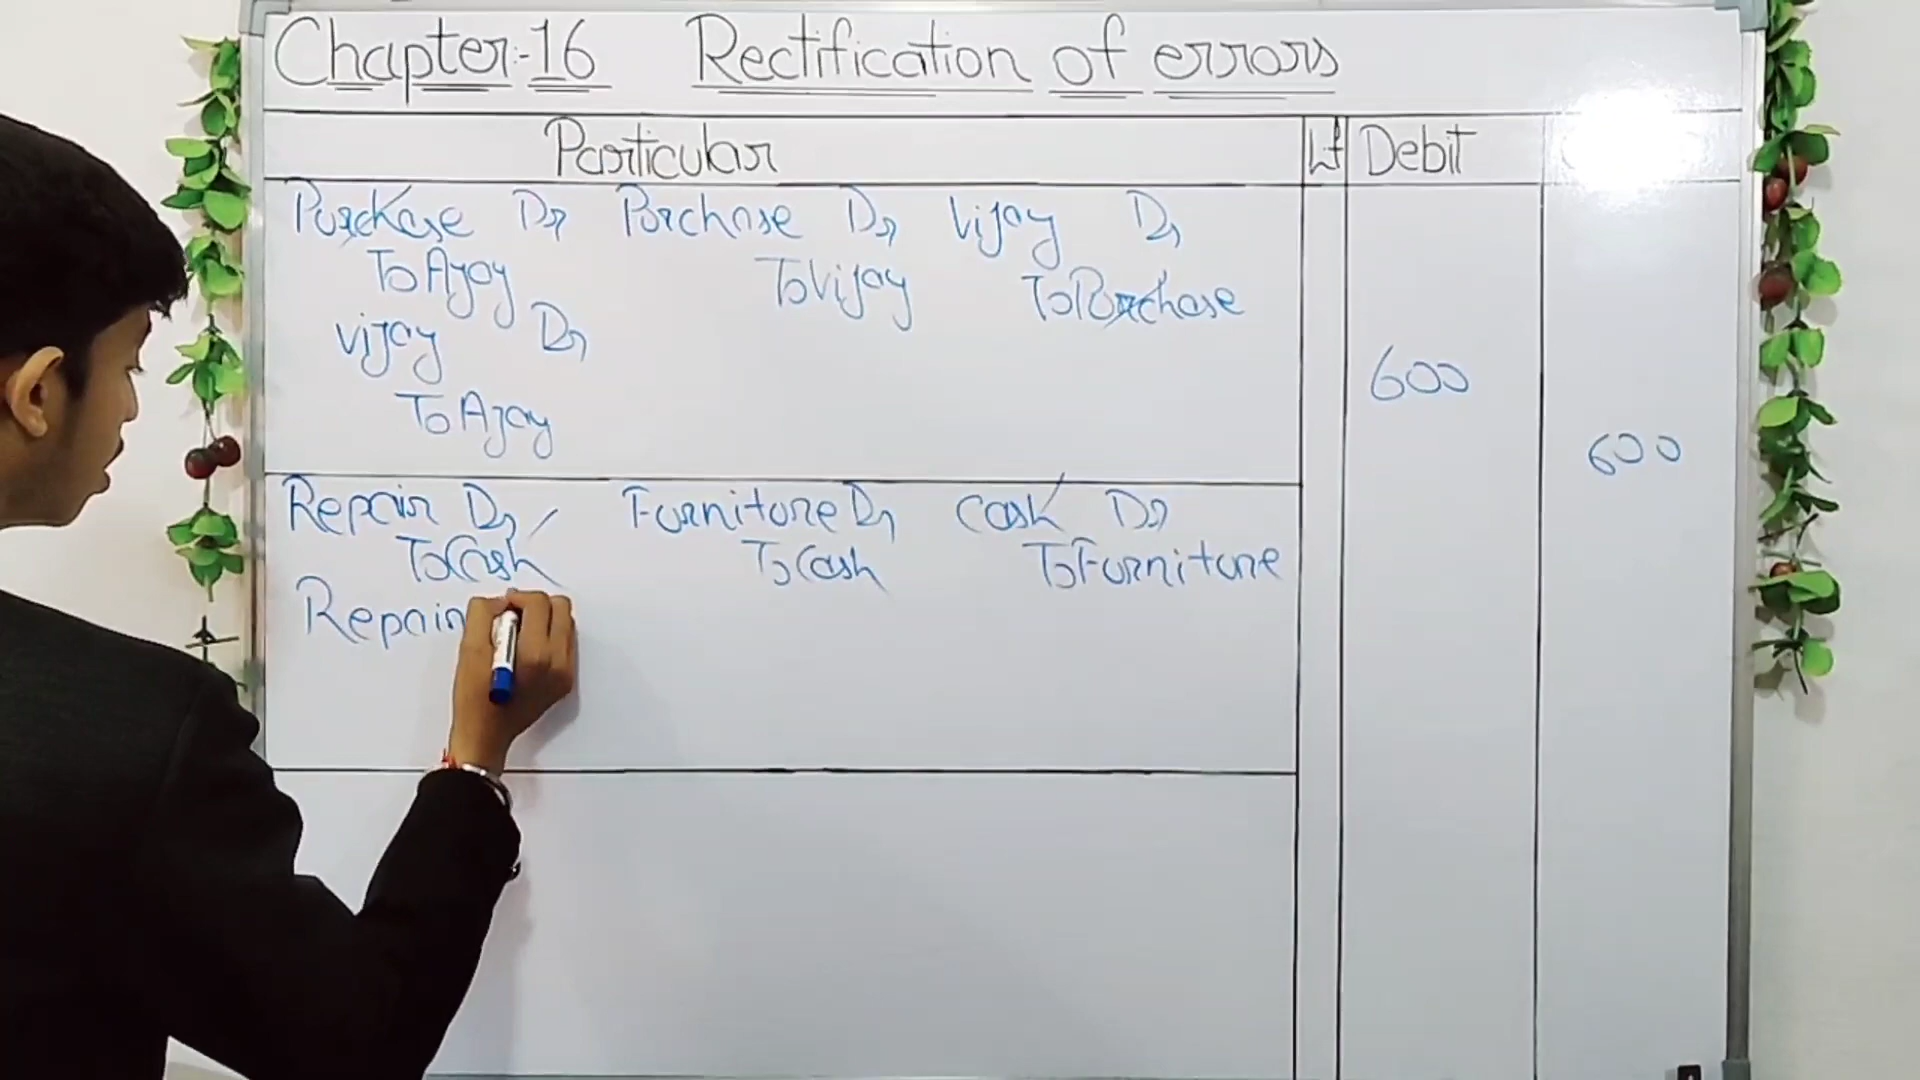 Chapter:-16 Rectification of errors
Particular Lf Debit
Purchase Dr Purchase Dr Vijay Dr
To Ajay To Vijay To Purchase
Vijay Dr
600
To Ajay
600
Repair Dr Furniture Dr Cash Dr
To Cash To Cash To Furniture
Repair